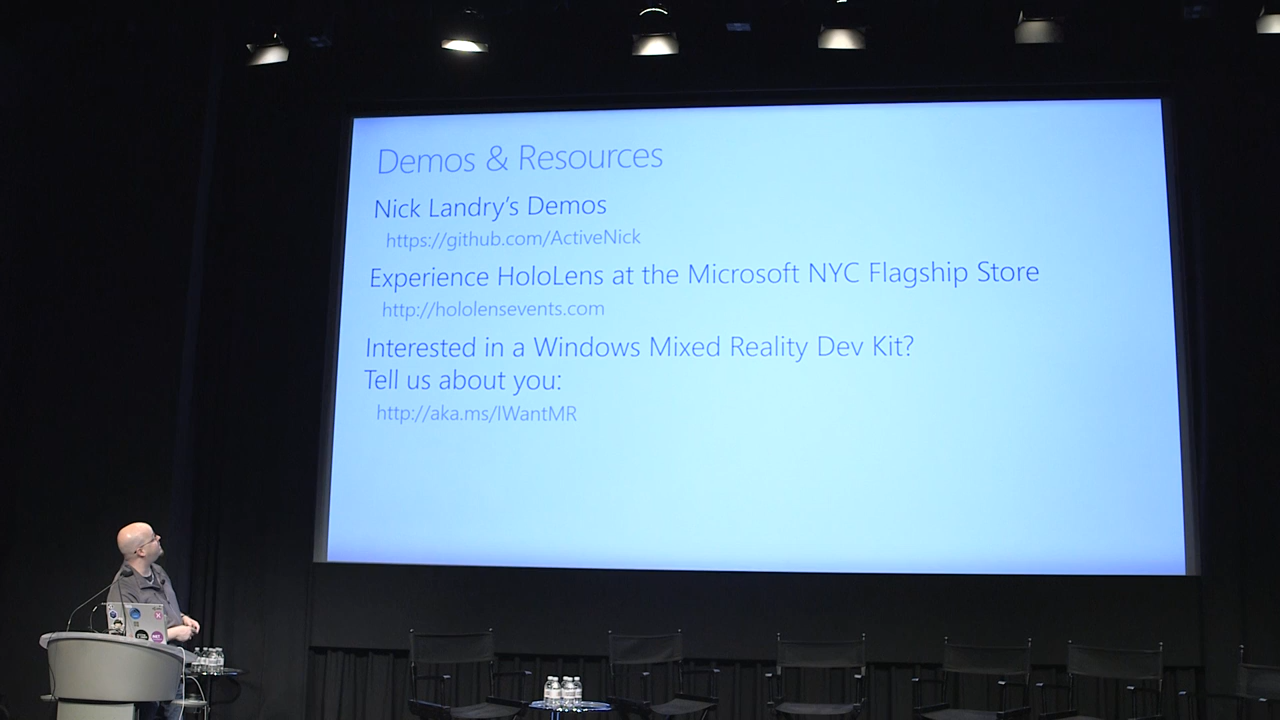 Demos & Resources
Nick Landry's Demos
https://github.com/ActiveNick
Experience HoloLens at the Microsoft NYC Flagship Store
http://hololensevents.com
Interested in a Windows Mixed Reality Dev Kit?
Tell us about you:
http://aka.ms/IWantMR